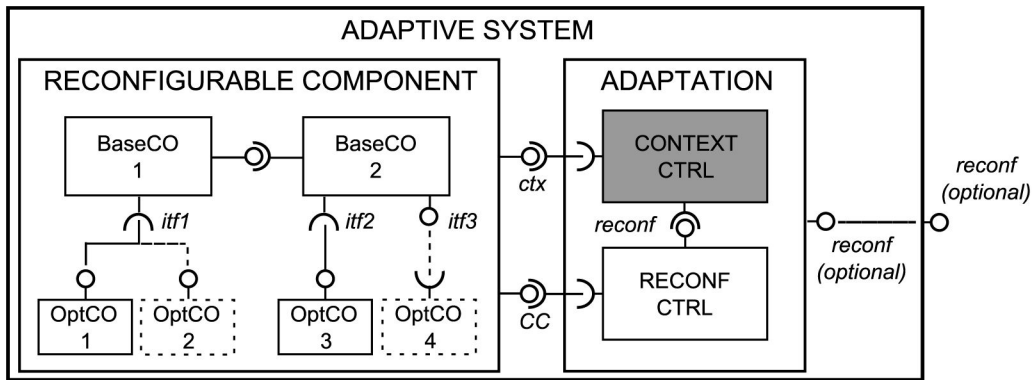 ADAPTIVE SYSTEM
RECONFIGURABLE COMPONENT
ADAPTATION
BaseCO
1
BaseCO
2
CONTEXT
CTRL
ctx
itf1
itf2
itf3
reconf
reconf
(optional)
reconf
(optional)
RECONF
CTRL
CC
OptCO
1
OptCO
2
OptCO
3
OptCO
4